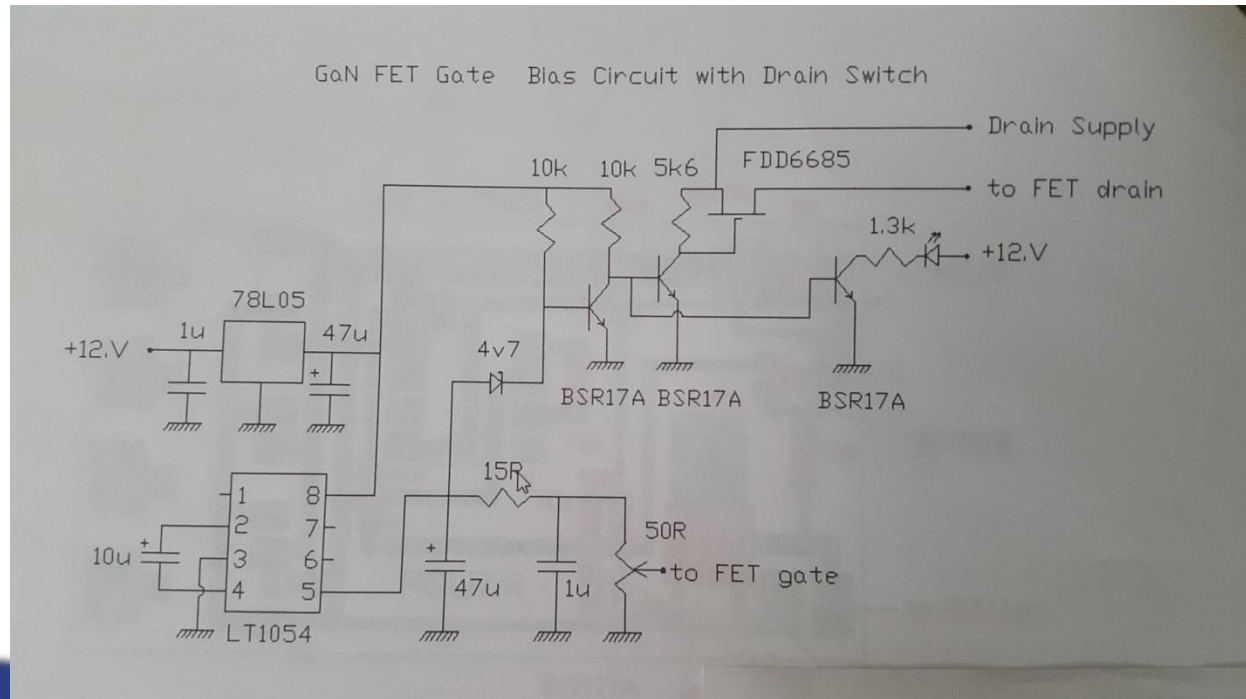 GaN FET Gate Bias Circuit with Drain Switch
Drain Supply
10k 10k 5k6 FDD6685
to FET drain
1.3k
+12.V
78L05
1u 47u
+12.V
+
4v7
BSR17A BSR17A BSR17A
15R
1 8
2 7
3 6
4 5
10u
+
50R
to FET gate
+
47u 1u
LT1054